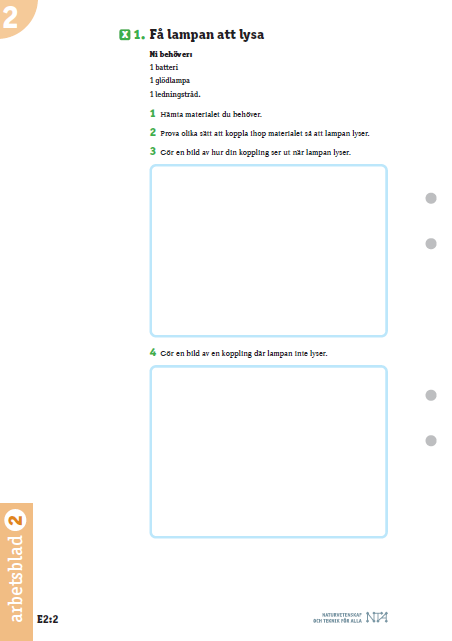 2
X 1. Få lampan att lysa
Ni behöver:
1 batteri
1 glödlampa
1 ledningstråd.
1 Hämta materialet du behöver.
2 Prova olika sätt att koppla ihop materialet så att lampan lyser.
3 Gör en bild av hur din koppling ser ut när lampan lyser.
4 Gör en bild av en koppling där lampan inte lyser.
arbetsblad 2
E2:2
NATURVETENSKAP
OCH TEKNIK FÖR ALLA
NTA